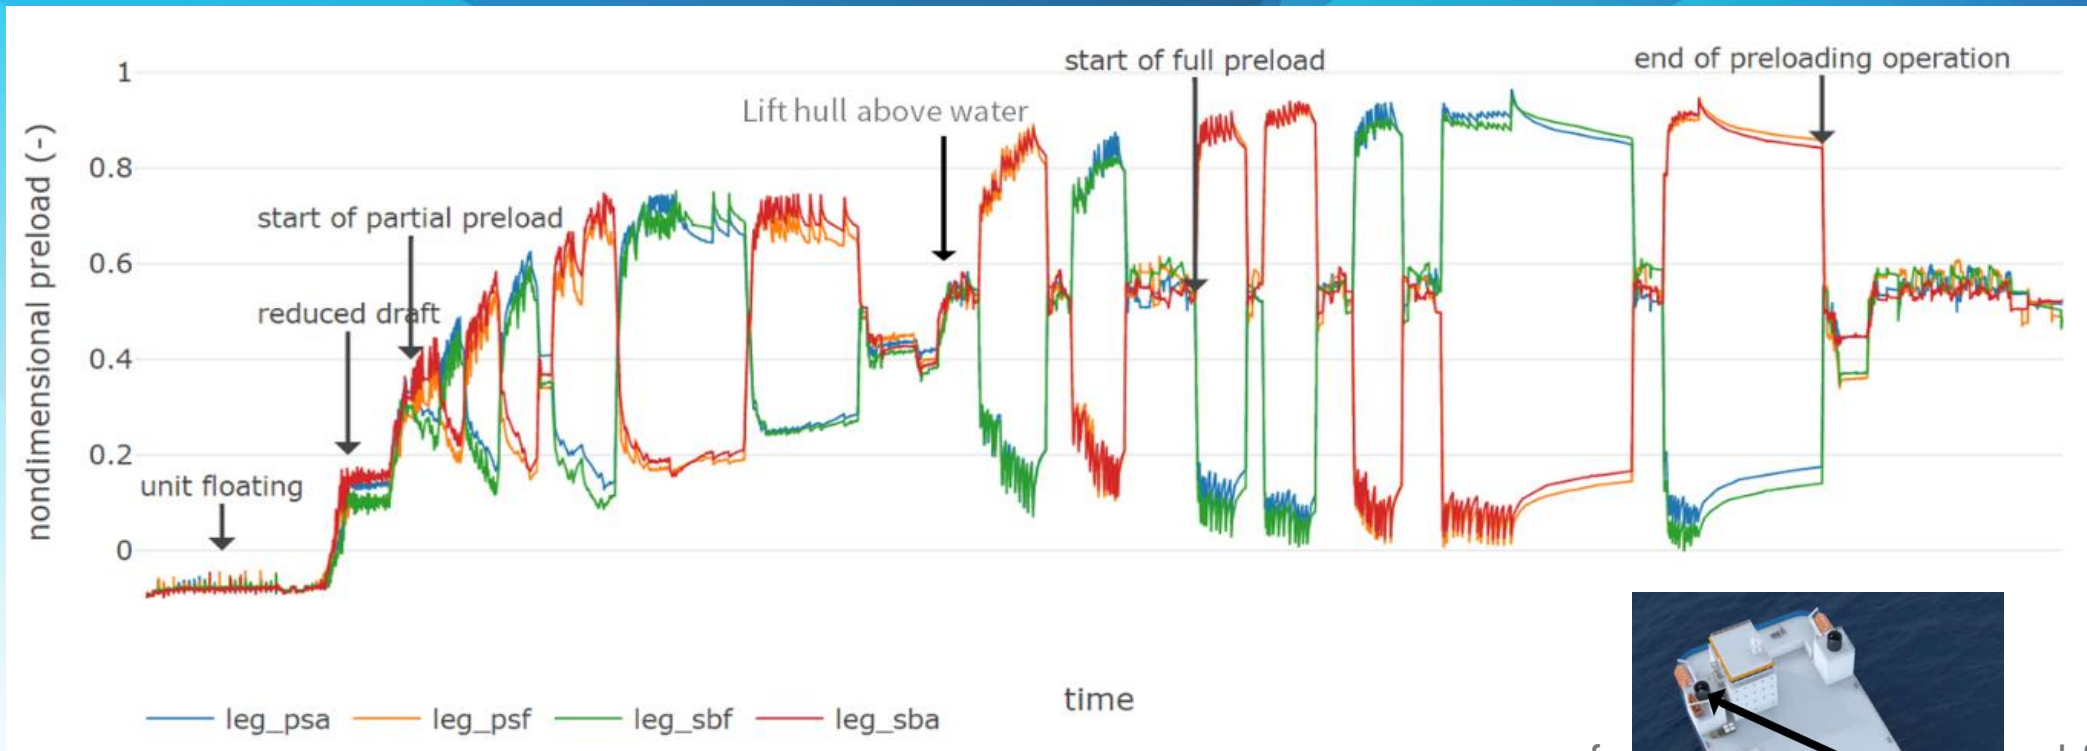 start of full preload
end of preloading operation
1
Lift hull above water
0.8
start of partial preload
0.6
reduced draft
0.4
0.2
unit floating
0
nondimensional preload (-)
time
leg_psa
leg_psf
leg_sbf
leg_sba